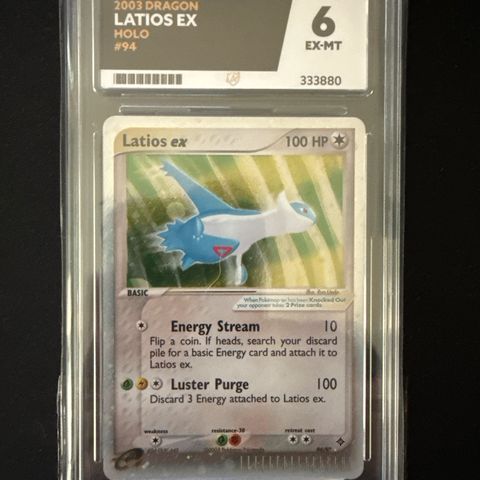 2003 DRAGON
LATIOS EX
HOLO
#94
6
EX-MT
333880
Latios ex
100 HP
BASIC
When Pokémon-ex has been Knocked Out
your opponent takes 2 Prize cards.
Energy Stream 10
Flip a coin. If heads, search your discard
pile for a basic Energy card and attach it to
Latios ex.
Luster Purge 100
Discard 3 Energy attached to Latios ex.
weakness
resistance-30
retreat cost